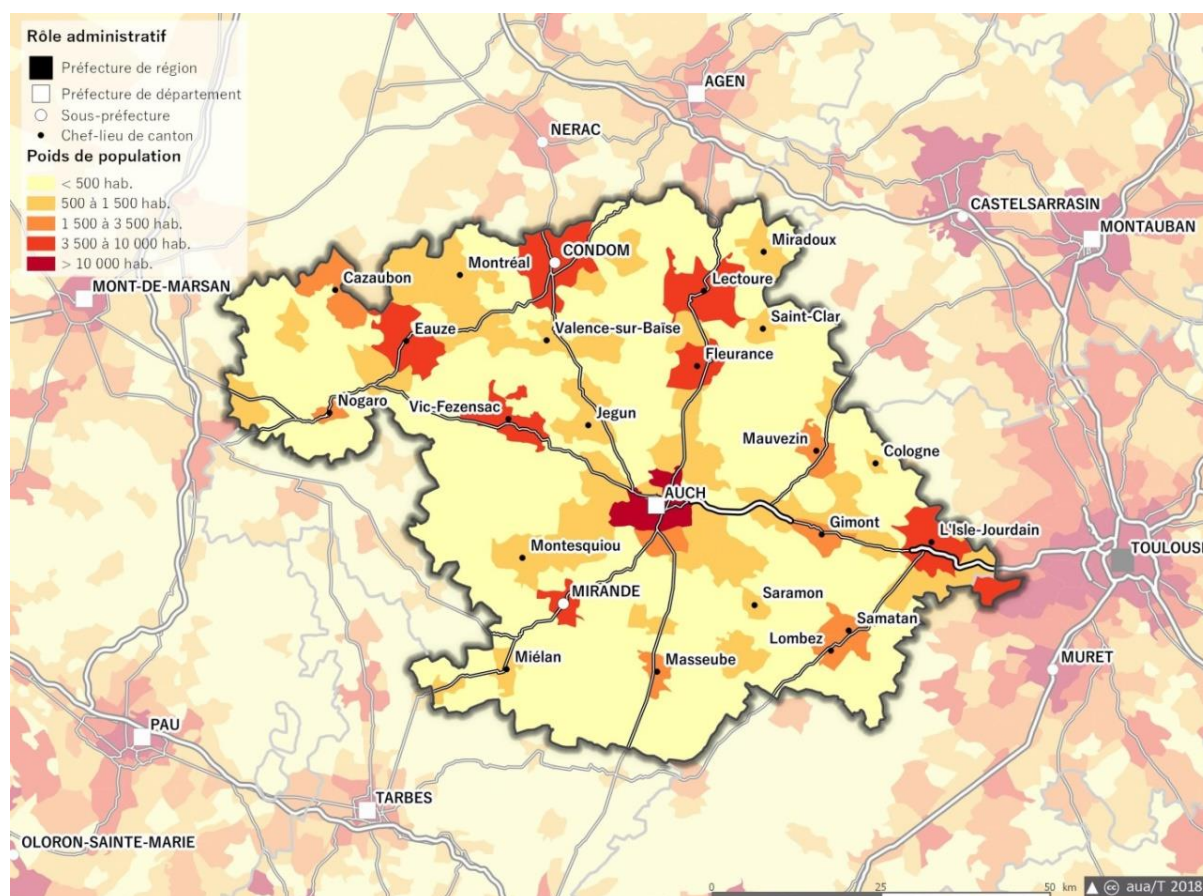 Rôle administratif
Préfecture de région
Préfecture de département
Sous-préfecture
Chef-lieu de canton
Poids de population
< 500 hab.
500 à 1 500 hab.
1 500 à 3 500 hab.
3 500 à 10 000 hab.
> 10 000 hab.
AGEN
NERAC
CASTELSARRASIN
MONTAUBAN
MONT-DE-MARSAN
Cazaubon
Montréal
CONDOM
Miradoux
Lectoure
Saint-Clar
Eauze
Valence-sur-Baïse
Fleurance
Nogaro
Vic-Fezensac
Jegun
Mauvezin
Cologne
AUCH
Gimont
L'Isle-Jourdain
TOULOUSE
Montesquiou
MIRANDE
Saramon
Samatan
Lombez
Miélan
Masseube
MURET
PAU
TARBES
OLORON-SAINTE-MARIE
0 25 50 km
cc aua/T 2018